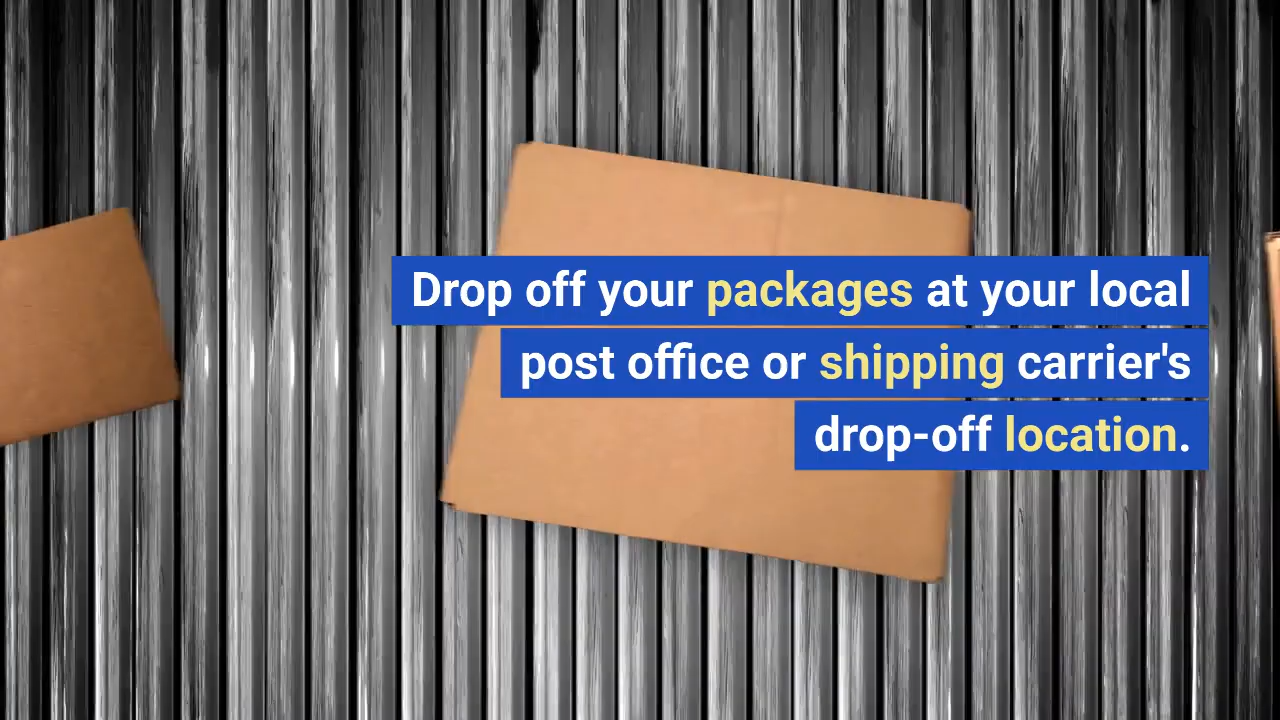 Drop off your packages at your local
post office or shipping carrier's
drop-off location.